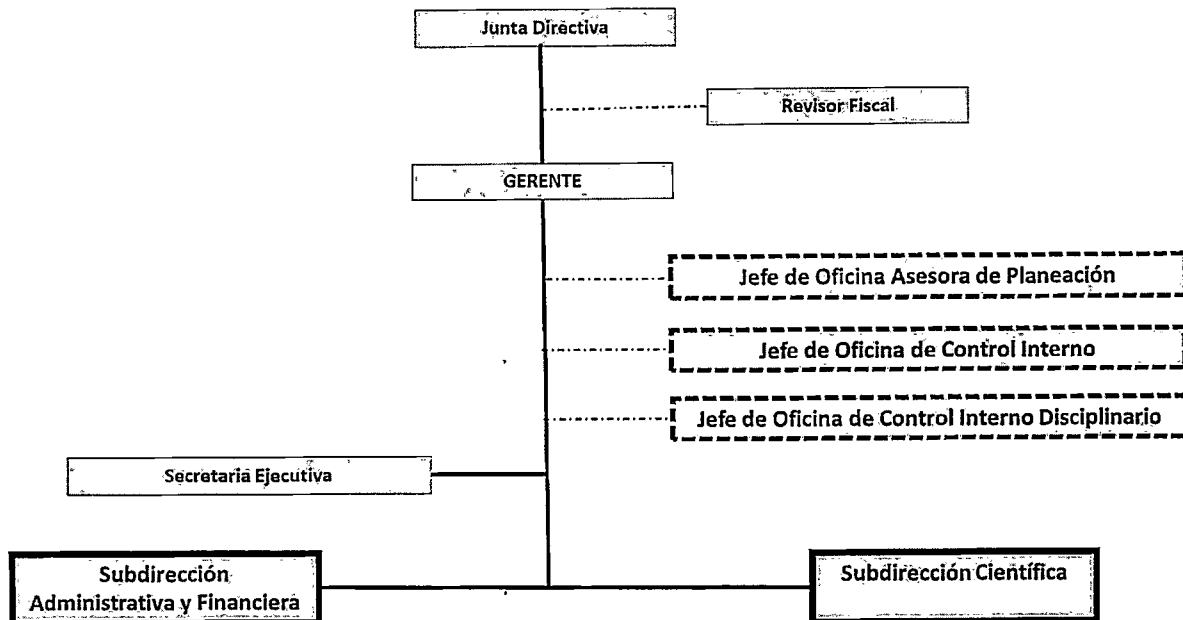 Junta Directiva
Revisor Fiscal
GERENTE
Jefe de Oficina Asesora de Planeación
Jefe de Oficina de Control Interno
Jefe de Oficina de Control Interno Disciplinario
Secretaria Ejecutiva
Subdirección
Administrativa y Financiera
Subdirección Científica